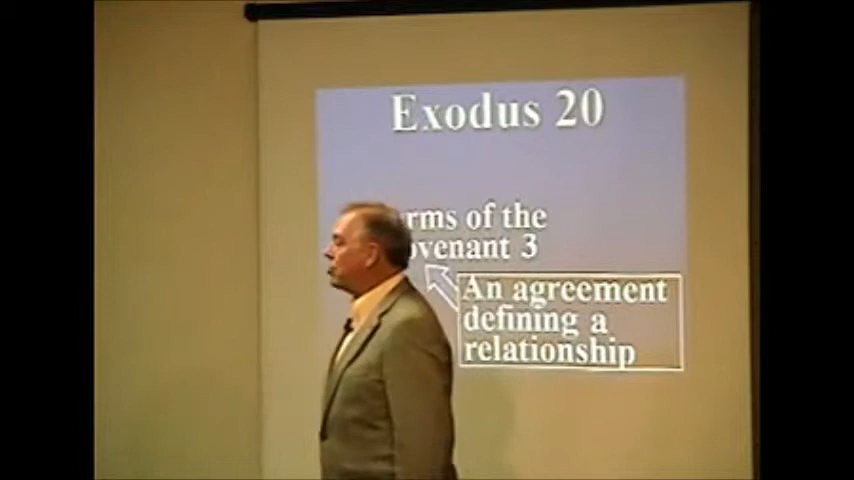 Exodus 20
rms of the
ovenant 3
An agreement
defining a
relationship